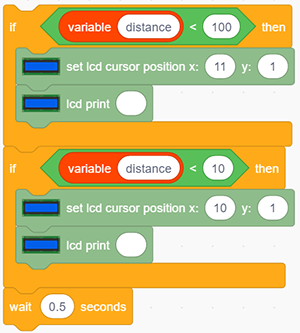 if variable distance < 100 then
set lcd cursor position x: 11 y: 1
lcd print
if variable distance < 10 then
set lcd cursor position x: 10 y: 1
lcd print
wait 0.5 seconds